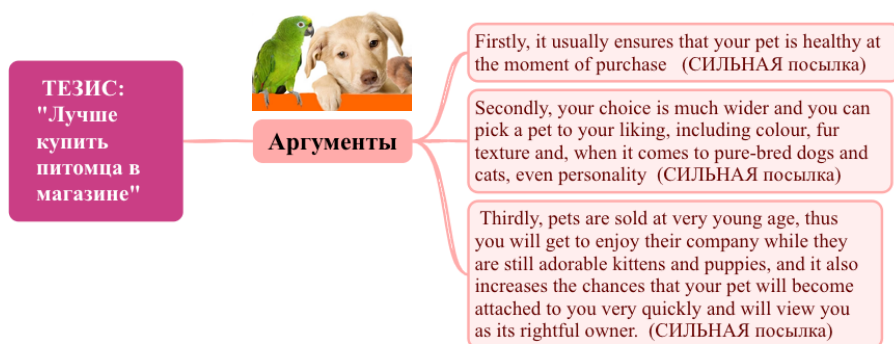 ТЕЗИС:
"Лучше
купить
питомца в
магазине"
Аргументы
Firstly, it usually ensures that your pet is healthy at
the moment of purchase (СИЛЬНАЯ посылка)
Secondly, your choice is much wider and you can
pick a pet to your liking, including colour, fur
texture and, when it comes to pure-bred dogs and
cats, even personality (СИЛЬНАЯ посылка)
Thirdly, pets are sold at very young age, thus
you will get to enjoy their company while they
are still adorable kittens and puppies, and it also
increases the chances that your pet will become
attached to you very quickly and will view you
as its rightful owner. (СИЛЬНАЯ посылка)